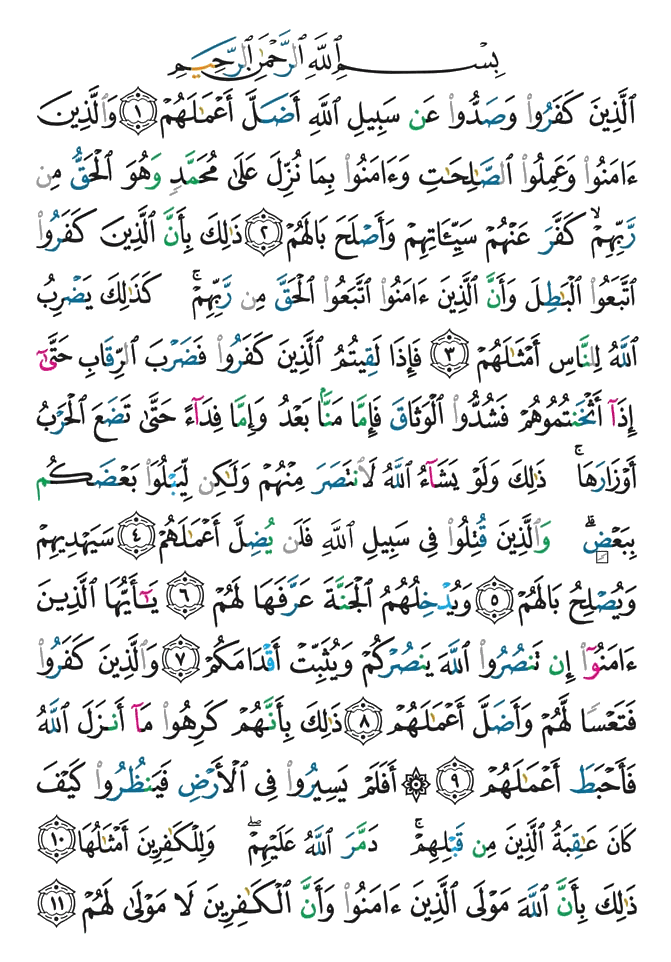 بِسْمِ ٱللَّهِ ٱلرَّحْمَٰنِ ٱلرَّحِيمِ
ٱلَّذِينَ كَفَرُوا۟ وَصَدُّوا۟ عَن سَبِيلِ ٱللَّهِ أَضَلَّ أَعْمَٰلَهُمْ ١ وَٱلَّذِينَ
ءَامَنُوا۟ وَعَمِلُوا۟ ٱلصَّٰلِحَٰتِ وَءَامَنُوا۟ بِمَا نُزِّلَ عَلَىٰ مُحَمَّدٍ وَهُوَ ٱلْحَقُّ مِن
رَّبِّهِمْ ۙ كَفَّرَ عَنْهُمْ سَيِّـَٔاتِهِمْ وَأَصْلَحَ بَالَهُمْ ٢ ذَٰلِكَ بِأَنَّ ٱلَّذِينَ كَفَرُوا۟
ٱتَّبَعُوا۟ ٱلْبَٰطِلَ وَأَنَّ ٱلَّذِينَ ءَامَنُوا۟ ٱتَّبَعُوا۟ ٱلْحَقَّ مِن رَّبِّهِمْ ۚ كَذَٰلِكَ يَضْرِبُ
ٱللَّهُ لِلنَّاسِ أَمْثَٰلَهُمْ ٣ فَإِذَا لَقِيتُمُ ٱلَّذِينَ كَفَرُوا۟ فَضَرْبَ ٱلرِّقَابِ حَتَّىٰٓ
إِذَآ أَثْخَنتُمُوهُمْ فَشُدُّوا۟ ٱلْوَثَاقَ فَإِمَّا مَنًّۢا بَعْدُ وَإِمَّا فِدَآءً حَتَّىٰ تَضَعَ ٱلْحَرْبُ
أَوْزَارَهَا ۚ ذَٰلِكَ وَلَوْ يَشَآءُ ٱللَّهُ لَٱنتَصَرَ مِنْهُمْ وَلَٰكِن لِّيَبْلُوَا۟ بَعْضَكُم
بِبَعْضٍ ۗ وَٱلَّذِينَ قُتِلُوا۟ فِى سَبِيلِ ٱللَّهِ فَلَن يُضِلَّ أَعْمَٰلَهُمْ ٤ سَيَهْدِيهِمْ
وَيُصْلِحُ بَالَهُمْ ٥ وَيُدْخِلُهُمُ ٱلْجَنَّةَ عَرَّفَهَا لَهُمْ ٦ يَٰٓأَيُّهَا ٱلَّذِينَ
ءَامَنُوٓا۟ إِن تَنصُرُوا۟ ٱللَّهَ يَنصُرْكُمْ وَيُثَبِّتْ أَقْدَامَكُمْ ٧ وَٱلَّذِينَ كَفَرُوا۟
فَتَعْسًا لَّهُمْ وَأَضَلَّ أَعْمَٰلَهُمْ ٨ ذَٰلِكَ بِأَنَّهُمْ كَرِهُوا۟ مَآ أَنزَلَ ٱللَّهُ
فَأَحْبَطَ أَعْمَٰلَهُمْ ٩ ۞ أَفَلَمْ يَسِيرُوا۟ فِى ٱلْأَرْضِ فَيَنظُرُوا۟ كَيْفَ
كَانَ عَٰقِبَةُ ٱلَّذِينَ مِن قَبْلِهِمْ ۚ دَمَّرَ ٱللَّهُ عَلَيْهِمْ ۖ وَلِلْكَٰفِرِينَ أَمْثَٰلُهَا ١٠
ذَٰلِكَ بِأَنَّ ٱللَّهَ مَوْلَى ٱلَّذِينَ ءَامَنُوا۟ وَأَنَّ ٱلْكَٰفِرِينَ لَا مَوْلَىٰ لَهُمْ ١١